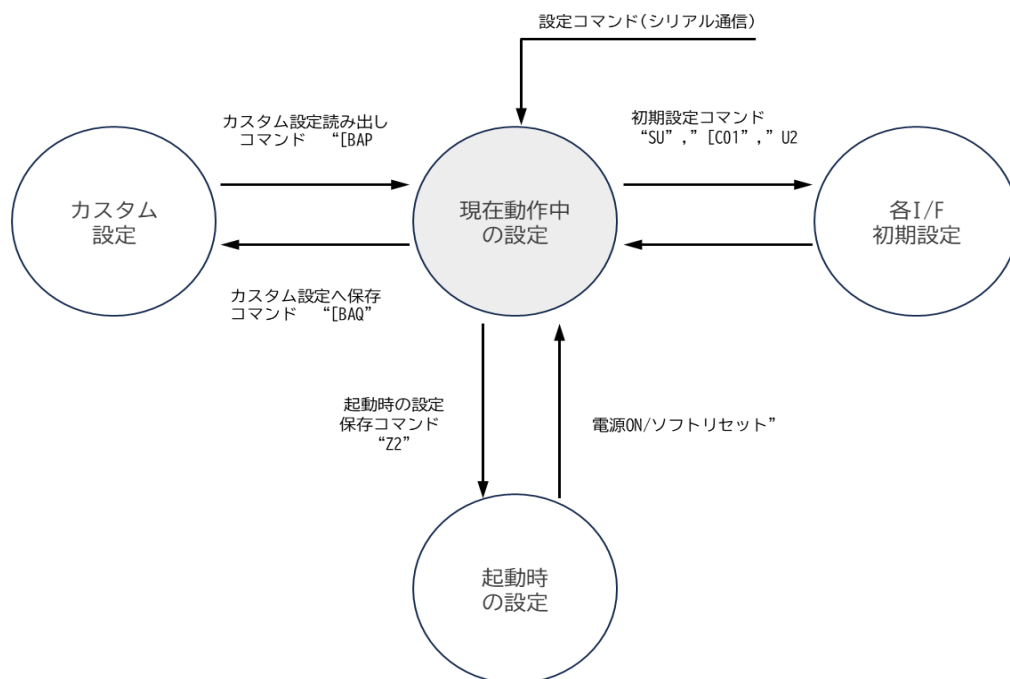 設定コマンド(シリアル通信)
カスタム設定読み出し
コマンド “[BAP
初期設定コマンド
“SU”,”[C01”,”U2
カスタム
設定
現在動作中
の設定
各I/F
初期設定
カスタム設定へ保存
コマンド “[BAQ”
起動時の設定
保存コマンド
“Z2”
電源ON/ソフトリセット”
起動時
の設定